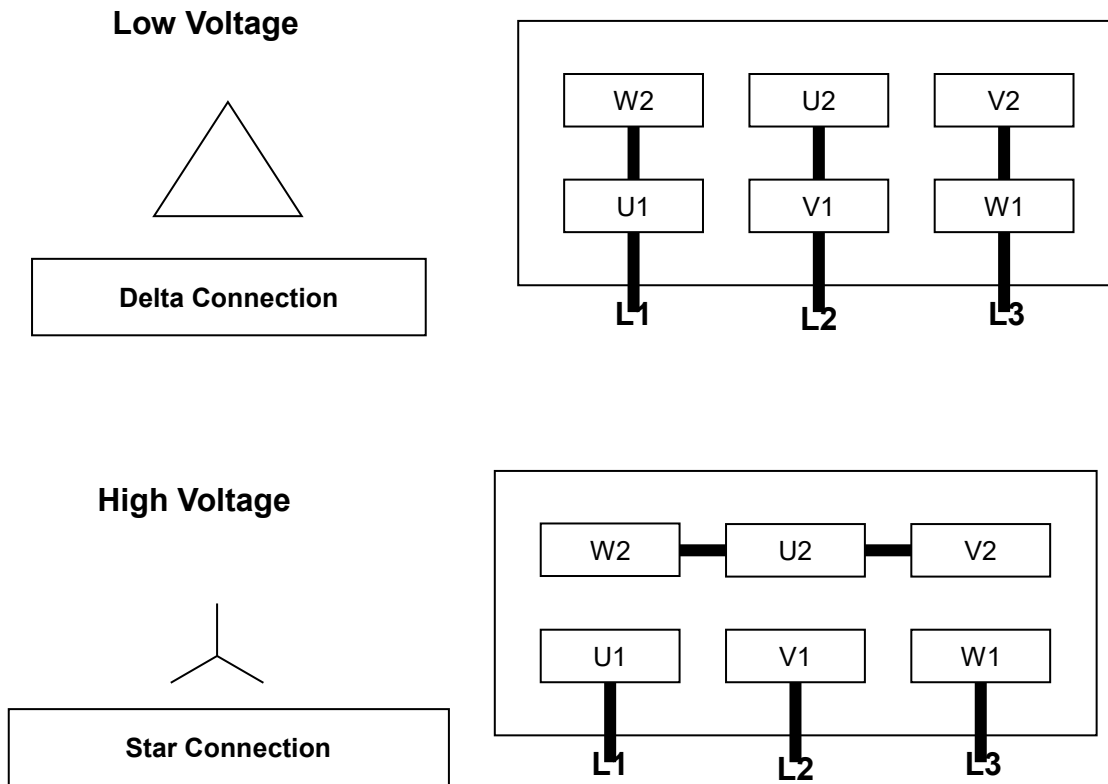 Low Voltage
W2 U2 V2
U1 V1 W1
Delta Connection
L1 L2 L3
High Voltage
W2 U2 V2
U1 V1 W1
Star Connection
L1 L2 L3